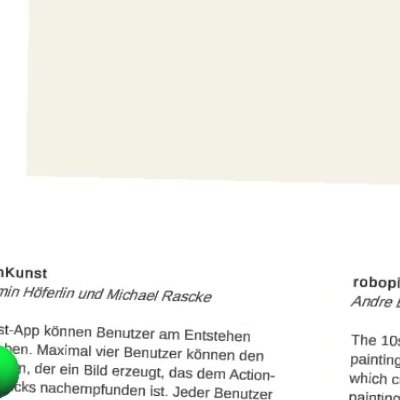 nKunst
min Höferlin und Michael Rascke
st-App können Benutzer am Entstehen
ben. Maximal vier Benutzer können den
n, der ein Bild erzeugt, das dem Action-
cks nachempfunden ist. Jeder Benutzer
robopi
Andre
The 10s
painting
which c
painting